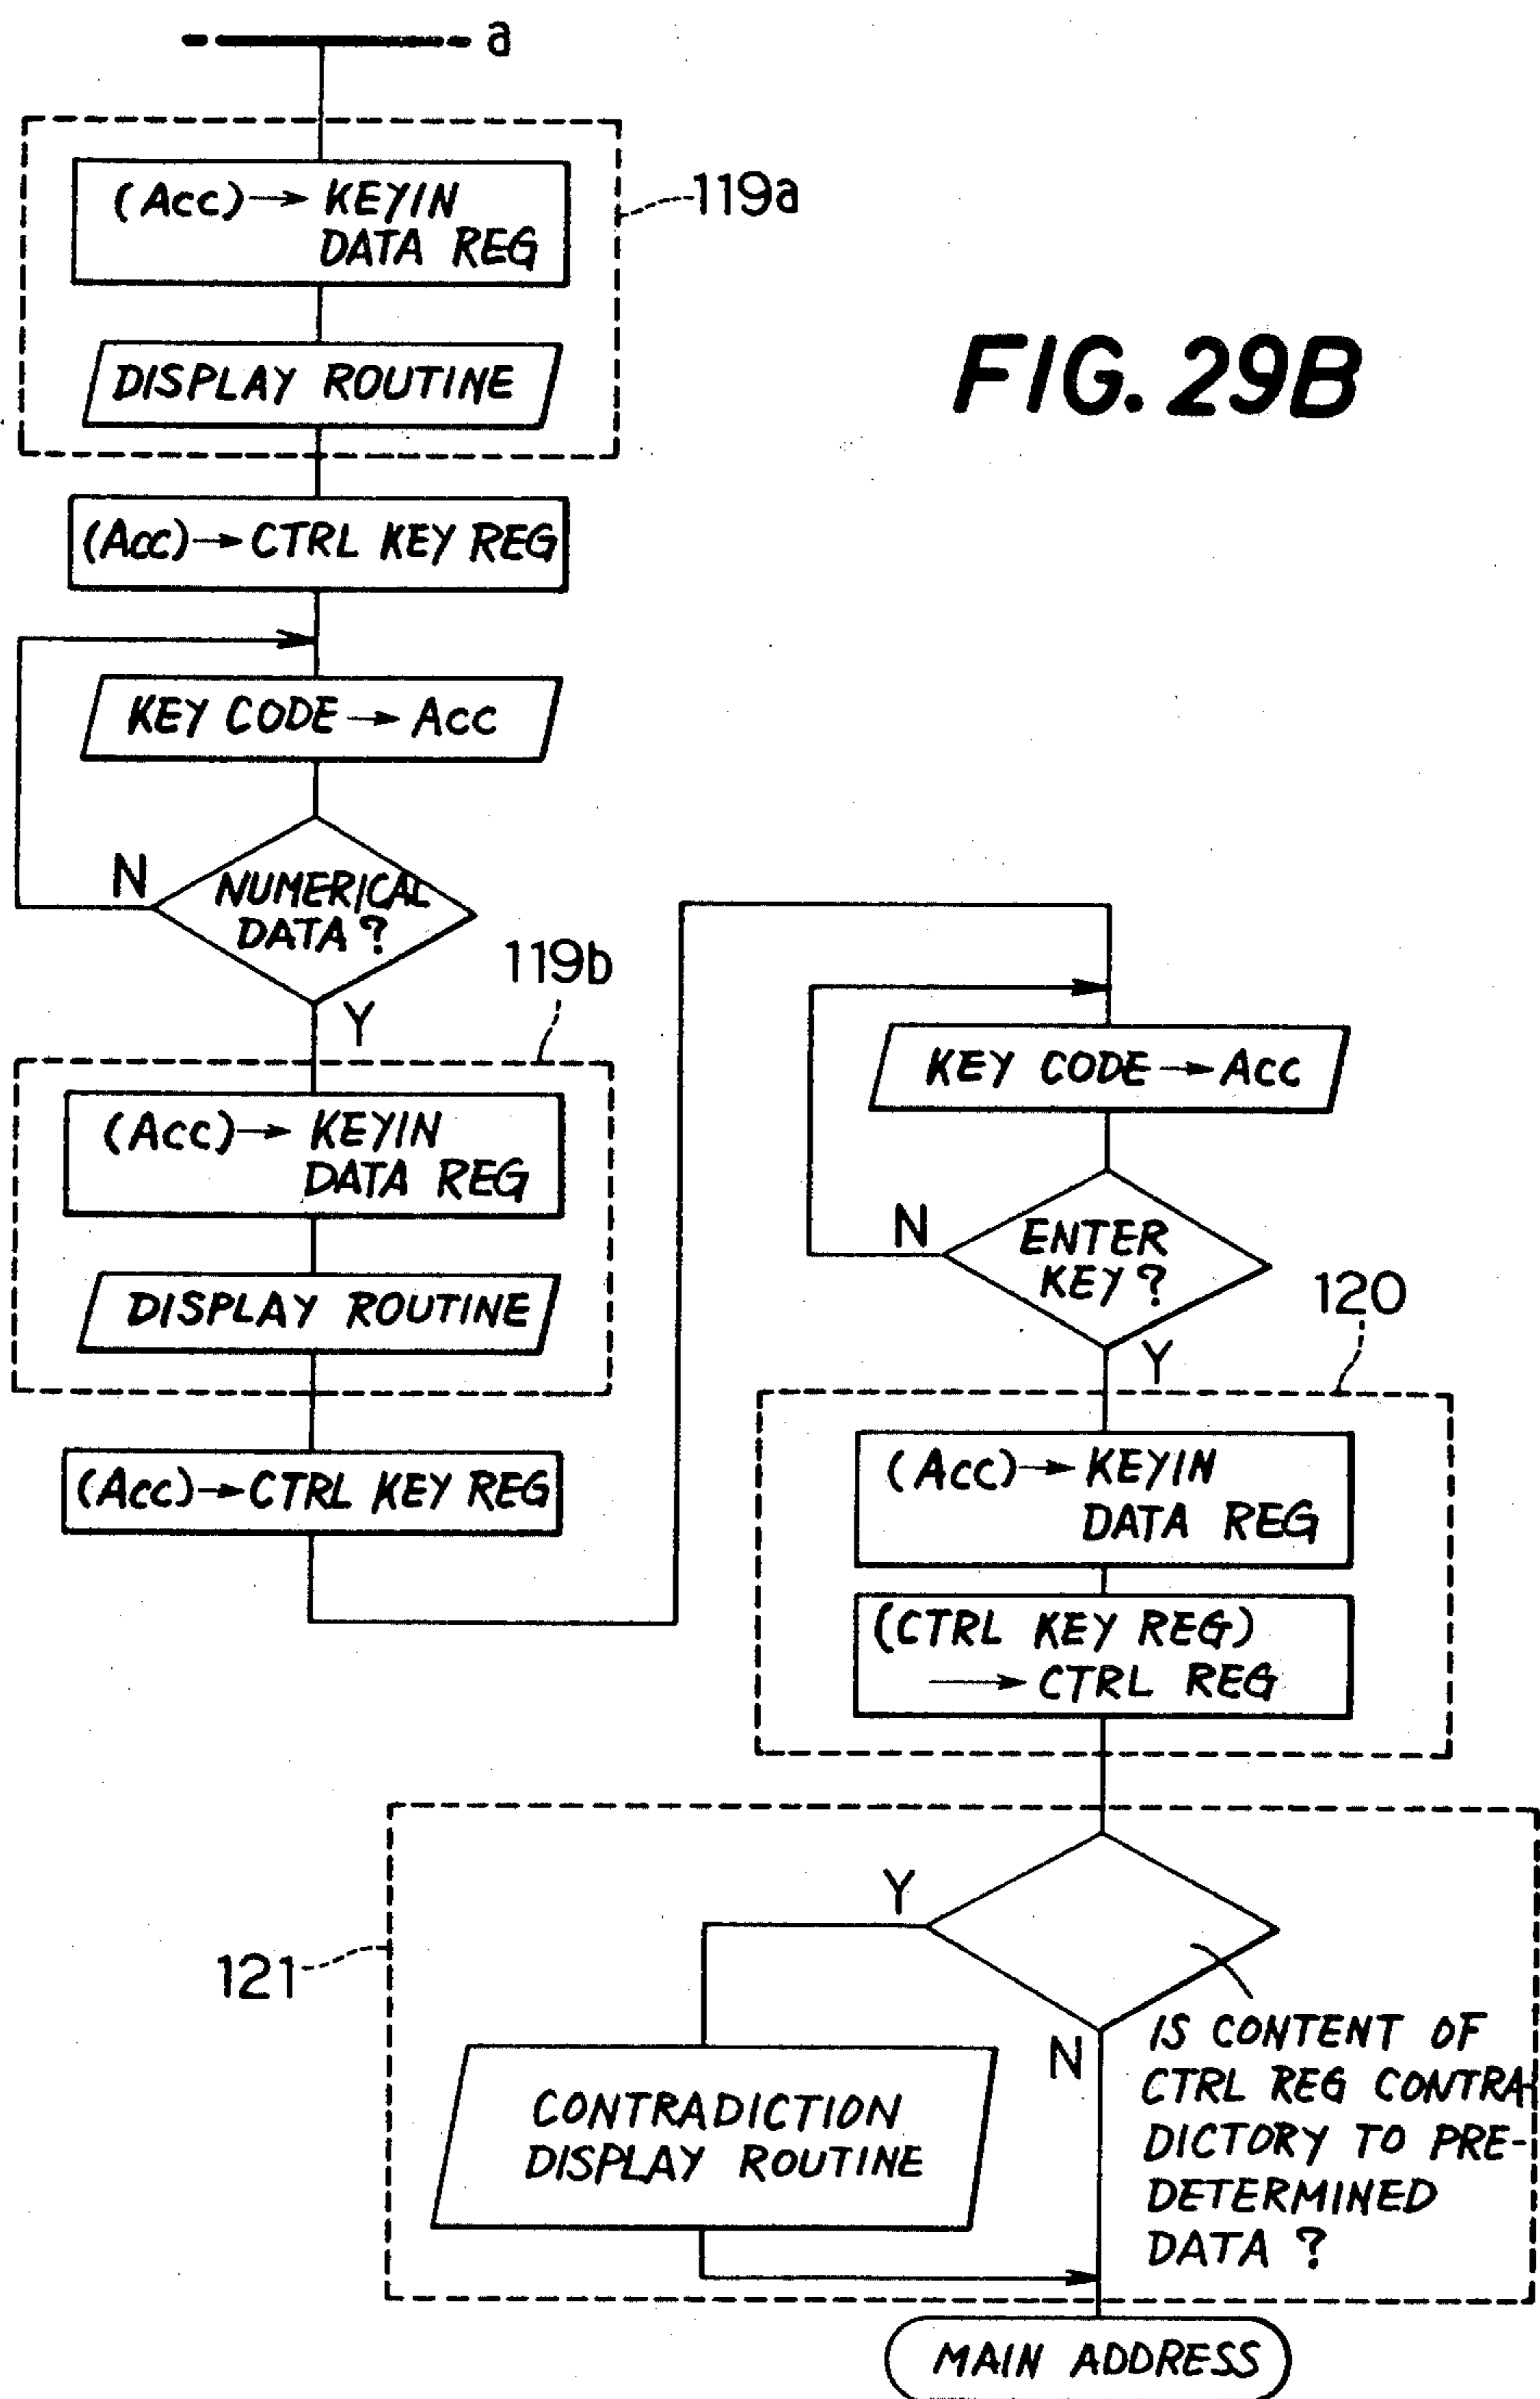 a
(Acc) → KEYIN
DATA REG
119a
DISPLAY ROUTINE
FIG. 29B
(Acc) → CTRL KEY REG
KEY CODE → Acc
N
NUMERICAL
DATA ?
Y
119b
(Acc) → KEYIN
DATA REG
DISPLAY ROUTINE
(Acc) → CTRL KEY REG
KEY CODE → Acc
N
ENTER
KEY ?
Y
120
(Acc) → KEYIN
DATA REG
(CTRL KEY REG)
→ CTRL REG
121
Y
N
IS CONTENT OF
CTRL REG CONTRA-
DICTORY TO PRE-
DETERMINED
DATA ?
CONTRADICTION
DISPLAY ROUTINE
MAIN ADDRESS